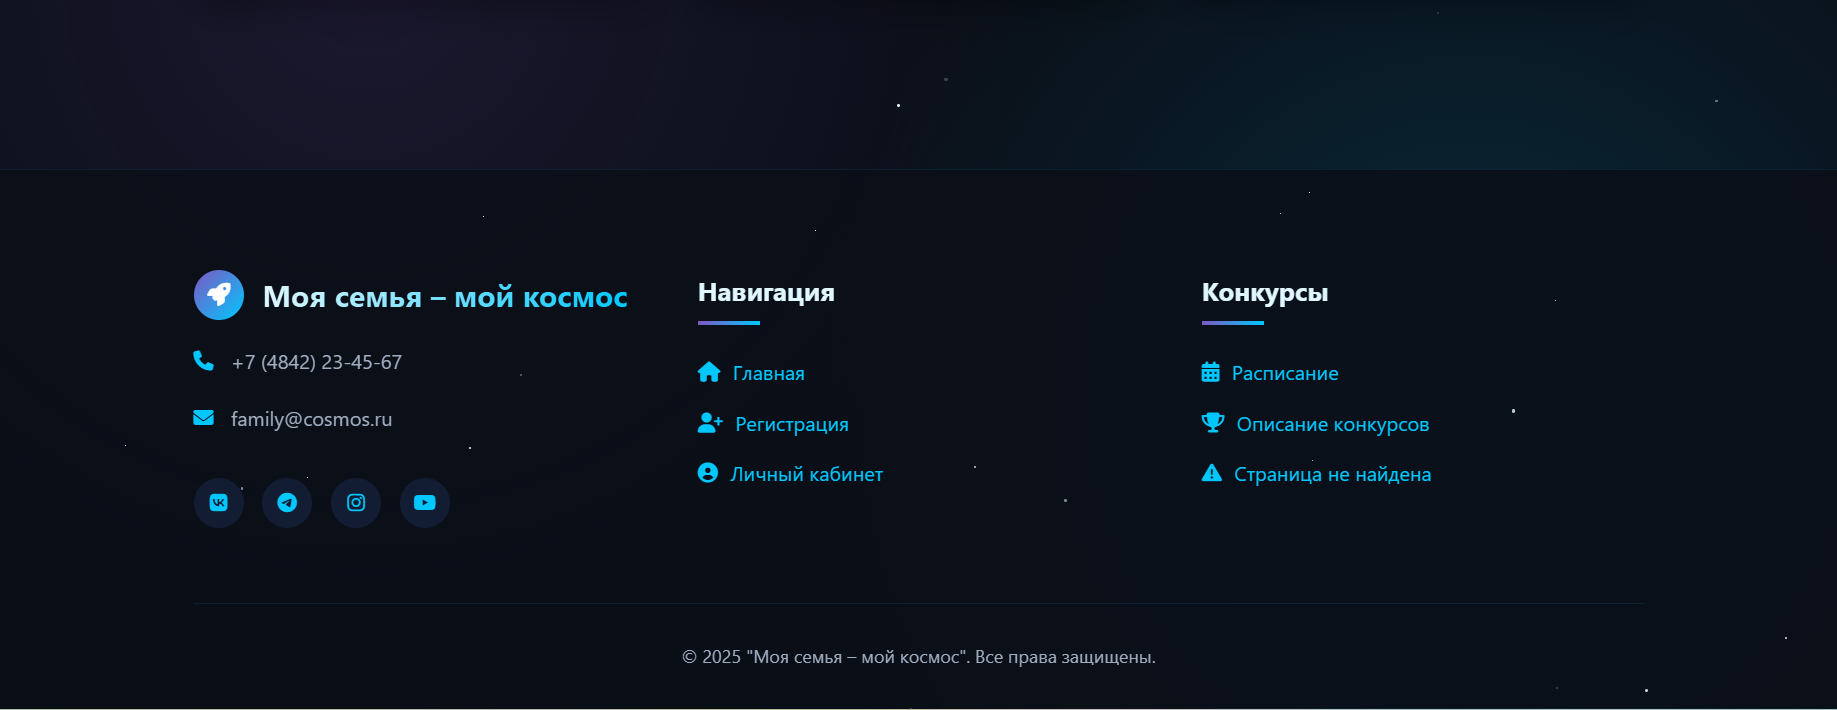 Моя семья – мой космос
+7 (4842) 23-45-67
family@cosmos.ru
Навигация
Главная
Регистрация
Личный кабинет
Конкурсы
Расписание
Описание конкурсов
Страница не найдена
© 2025 "Моя семья – мой космос". Все права защищены.